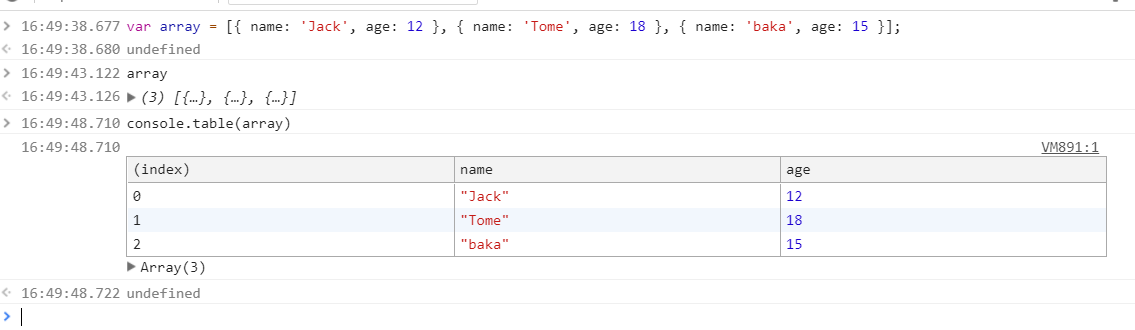 16:49:38.677 var array = [{ name: 'Jack', age: 12 }, { name: 'Tome', age: 18 }, { name: 'baka', age: 15 }];
16:49:38.680 undefined
16:49:43.122 array
16:49:43.126 ▶ (3) [{…}, {…}, {…}]
16:49:48.710 console.table(array)
16:49:48.710 VM891:1
(index) name age
0 "Jack" 12
1 "Tome" 18
2 "baka" 15
▶ Array(3)
16:49:48.722 undefined